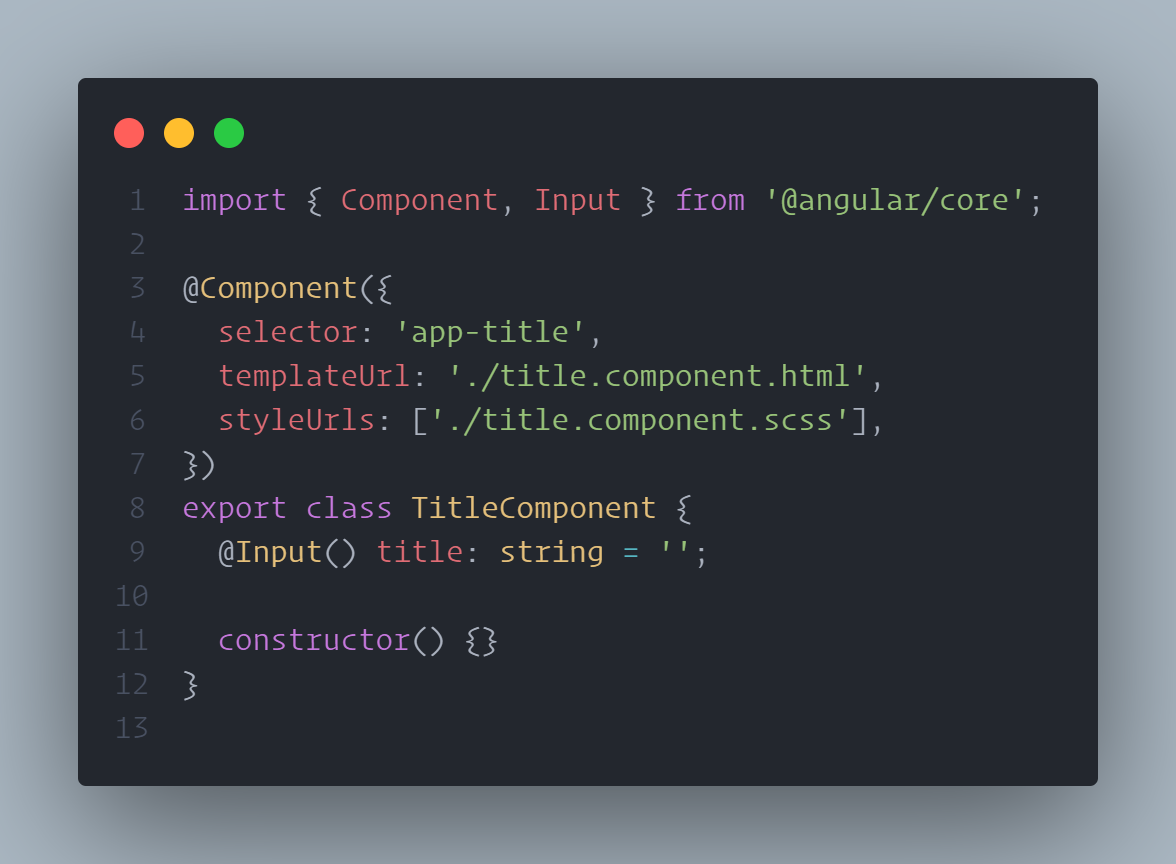 1 import { Component, Input } from '@angular/core';
2
3 @Component({
4   selector: 'app-title',
5   templateUrl: './title.component.html',
6   styleUrls: ['./title.component.scss'],
7 })
8 export class TitleComponent {
9   @Input() title: string = '';
10
11   constructor() {}
12 }
13